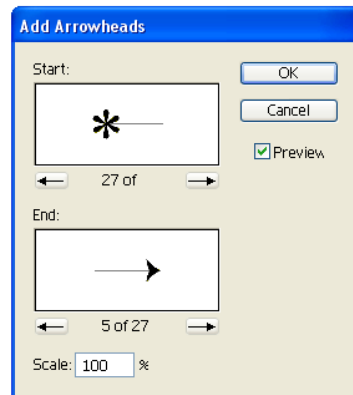 Add Arrowheads
Start:
OK
Cancel
Preview
27 of
End:
5 of 27
Scale: 100 %